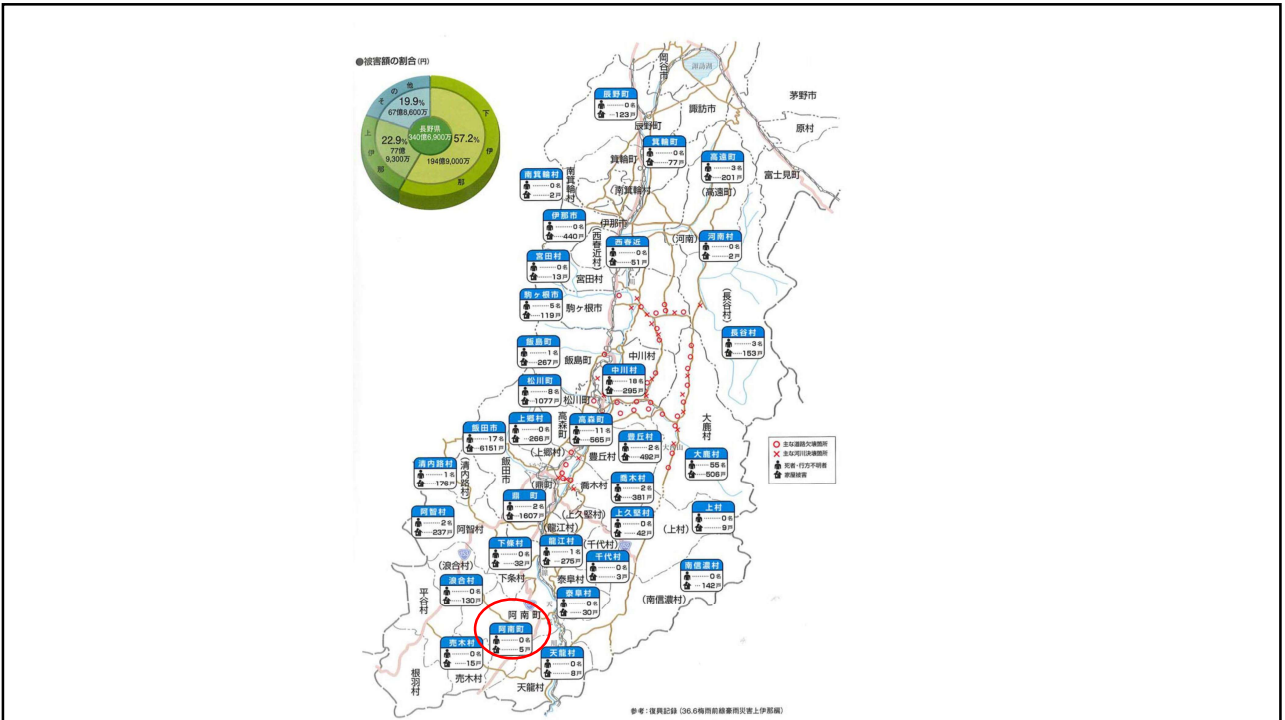 ●被害額の割合(円)
その他
19.9%
67億8,600万
上伊那
22.9%
77億
9,300万
長野県
340億6,900万
57.2%
194億9,000万
下伊那
岡谷市
諏訪湖
諏訪市
茅野市
原村
富士見町
辰野町
0名
123戸
辰野町
箕輪町
0名
77戸
箕輪町
高遠町
3名
201戸
(高遠町)
南箕輪村
0名
2戸
南箕輪村
(南箕輪村)
伊那市
0名
440戸
伊那市
(西春近村)
西春近
0名
51戸
(河南)
河南村
0名
2戸
宮田村
0名
13戸
宮田村
駒ヶ根市
5名
119戸
駒ヶ根市
(長谷村)
長谷村
3名
153戸
飯島町
1名
267戸
飯島町
中川村
中川村
18名
295戸
松川町
8名
1077戸
松川町
大鹿村
上郷村
0名
266戸
(上郷村)
高森町
高森町
11名
565戸
飯田市
17名
6151戸
飯田市
豊丘村
2名
492戸
豊丘村
大鹿村
55名
506戸
○ 主な道路欠壊箇所
× 主な河川決壊箇所
死者・行方不明者
家屋被害
清内路村
1名
176戸
(清内路村)
(鼎町)
喬木村
喬木村
2名
381戸
鼎町
2名
1607戸
(上久堅村)
上久堅村
0名
42戸
上村
0名
9戸
(上村)
阿智村
2名
237戸
阿智村
(龍江村)
(千代村)
下條村
0名
32戸
下条村
龍江村
1名
275戸
千代村
0名
3戸
南信濃村
0名
142戸
(南信濃村)
(浪合村)
浪合村
0名
130戸
平谷村
泰阜村
泰阜村
0名
30戸
阿南町
阿南町
0名
5戸
売木村
0名
15戸
売木村
天龍村
0名
8戸
天龍村
根羽村
参考:復興記録(36.6梅雨前線豪雨災害上伊那編)